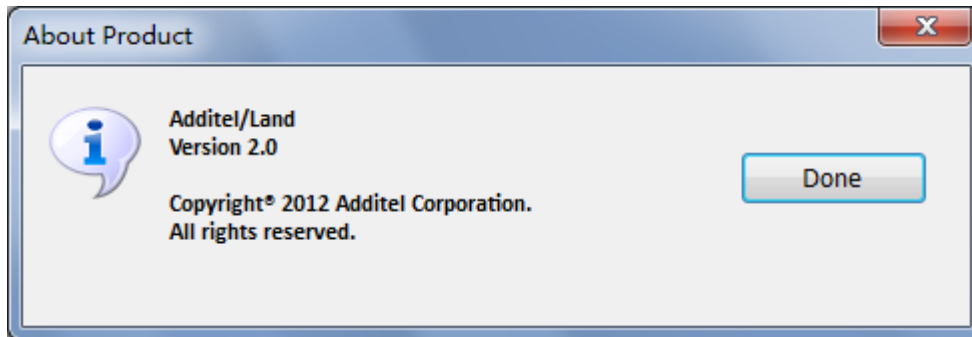 About Product
Additel/Land
Version 2.0
Copyright® 2012 Additel Corporation.
All rights reserved.
Done